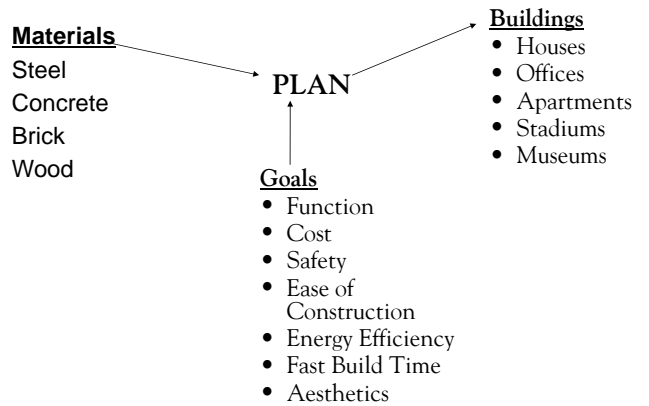 Materials
Steel
Concrete
Brick
Wood
PLAN
Buildings
• Houses
• Offices
• Apartments
• Stadiums
• Museums
Goals
• Function
• Cost
• Safety
• Ease of
Construction
• Energy Efficiency
• Fast Build Time
• Aesthetics